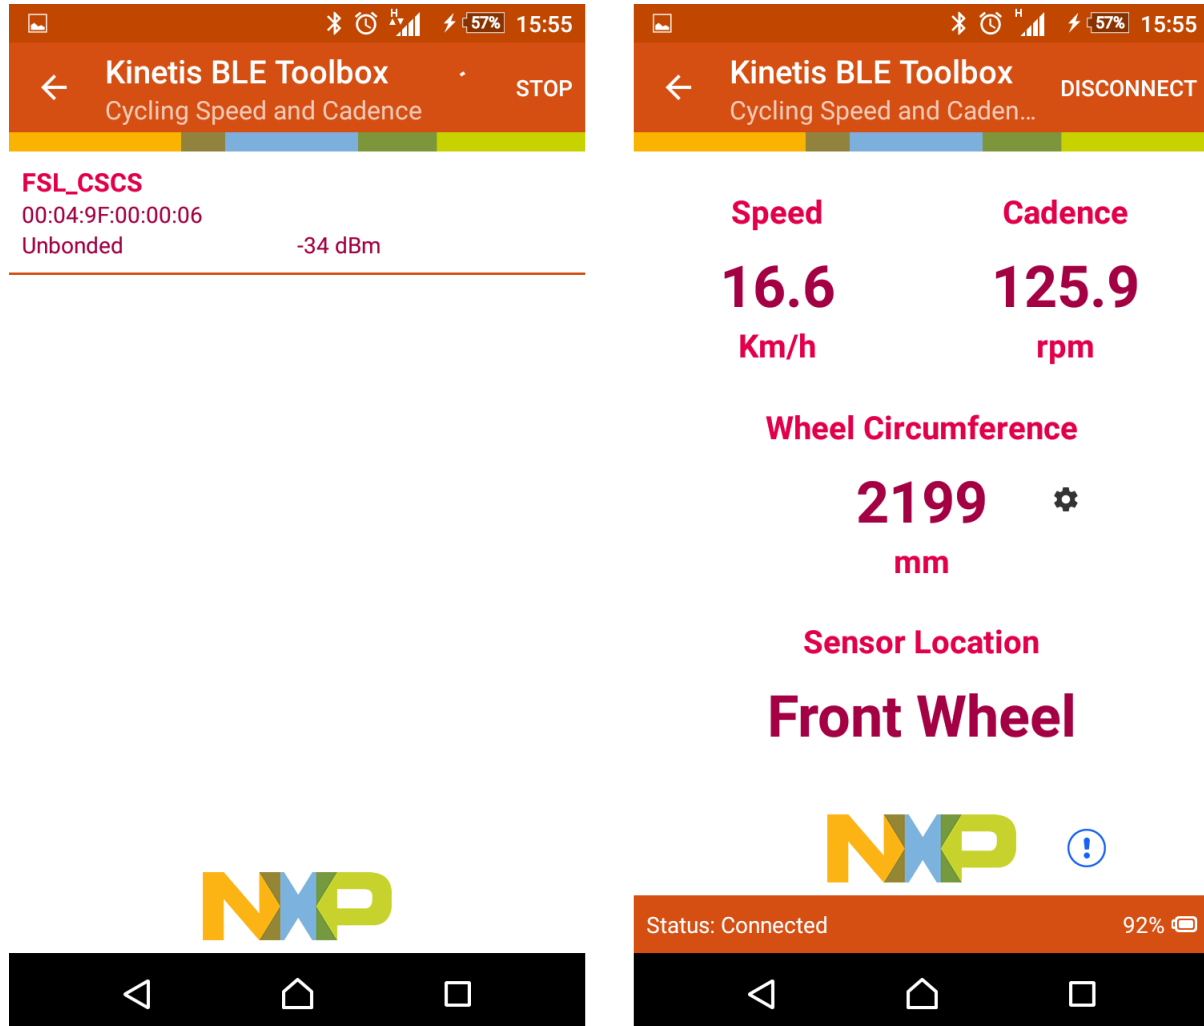 H
57% 15:55
Kinetis BLE Toolbox
Cycling Speed and Cadence
STOP
FSL_CSCS
00:04:9F:00:00:06
Unbonded -34 dBm
NXP
H
57% 15:55
Kinetis BLE Toolbox
Cycling Speed and Caden...
DISCONNECT
Speed Cadence
16.6 125.9
Km/h rpm
Wheel Circumference
2199
mm
Sensor Location
Front Wheel
NXP
Status: Connected 92%